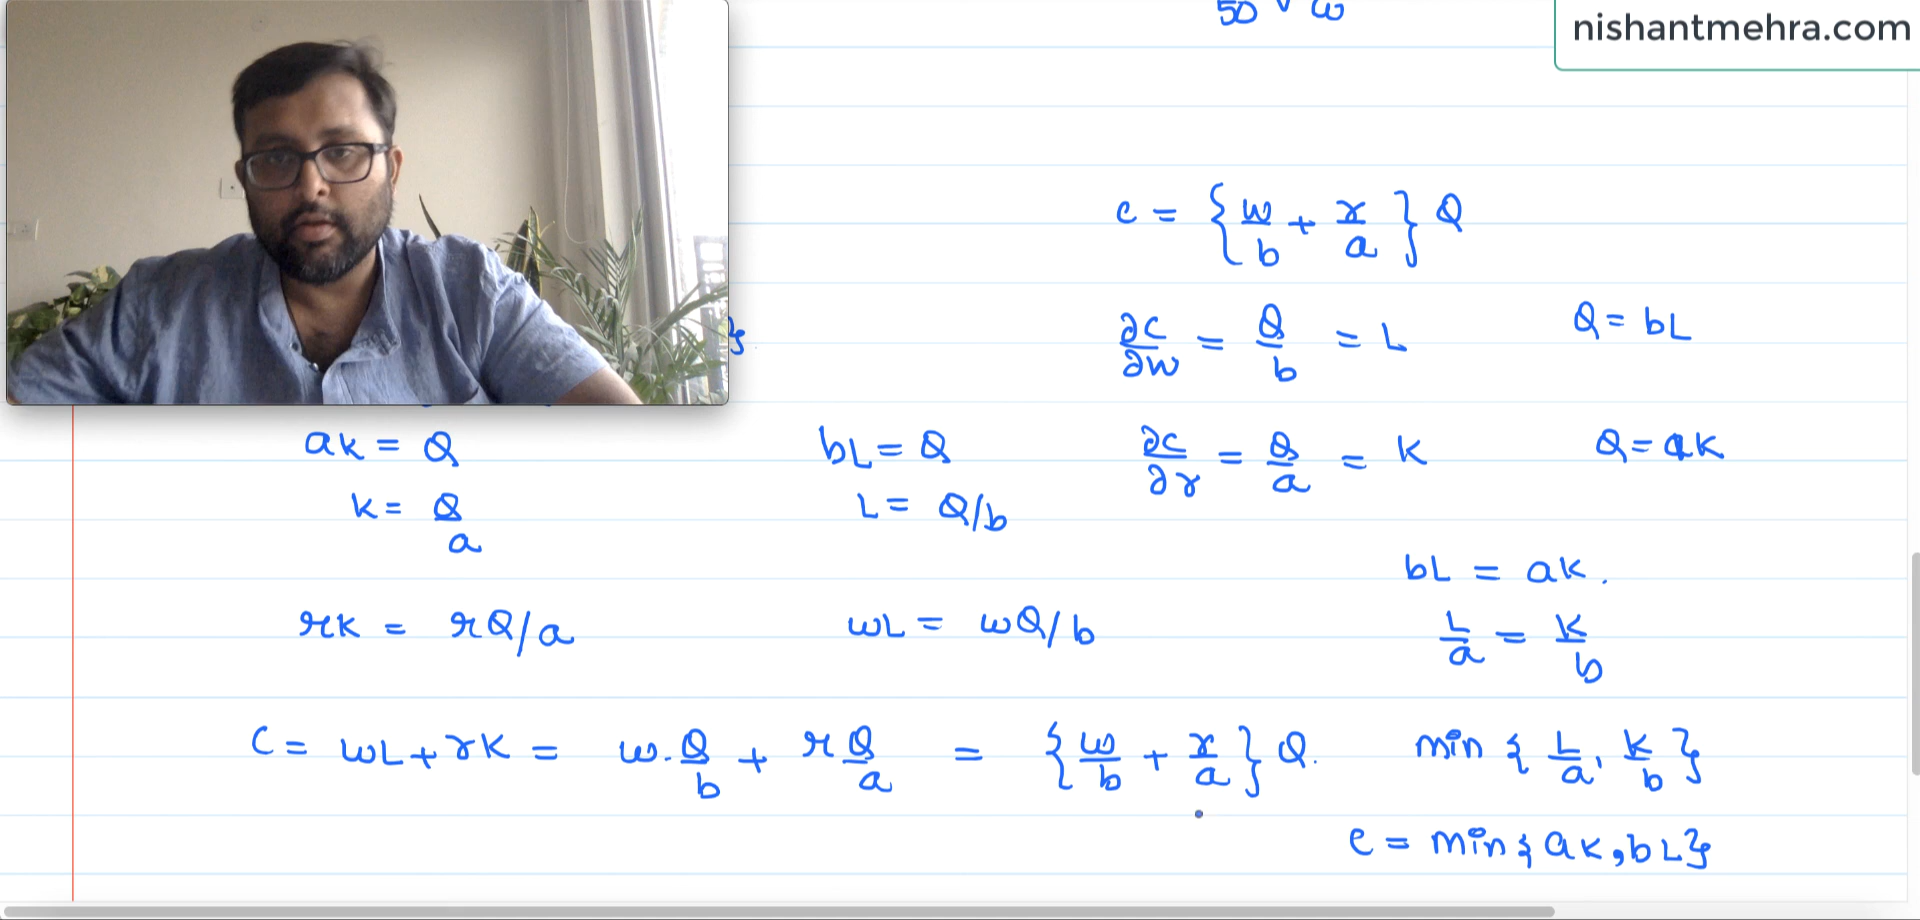 50 √ω
nishantmehra.com
c = { w/b + r/a } Q
∂C/∂w = Q/b = L
Q = bL
}
ak = Q
bL = Q
∂C/∂r = Q/a = K
Q = ak
k = Q/a
L = Q/b
bL = ak.
rk = rQ/a
wL = wQ/b
L/a = k/b
C = wL + rk = w.Q/b + rQ/a = { w/b + r/a } Q.
min { L/a, k/b }
c = min { ak, bL }